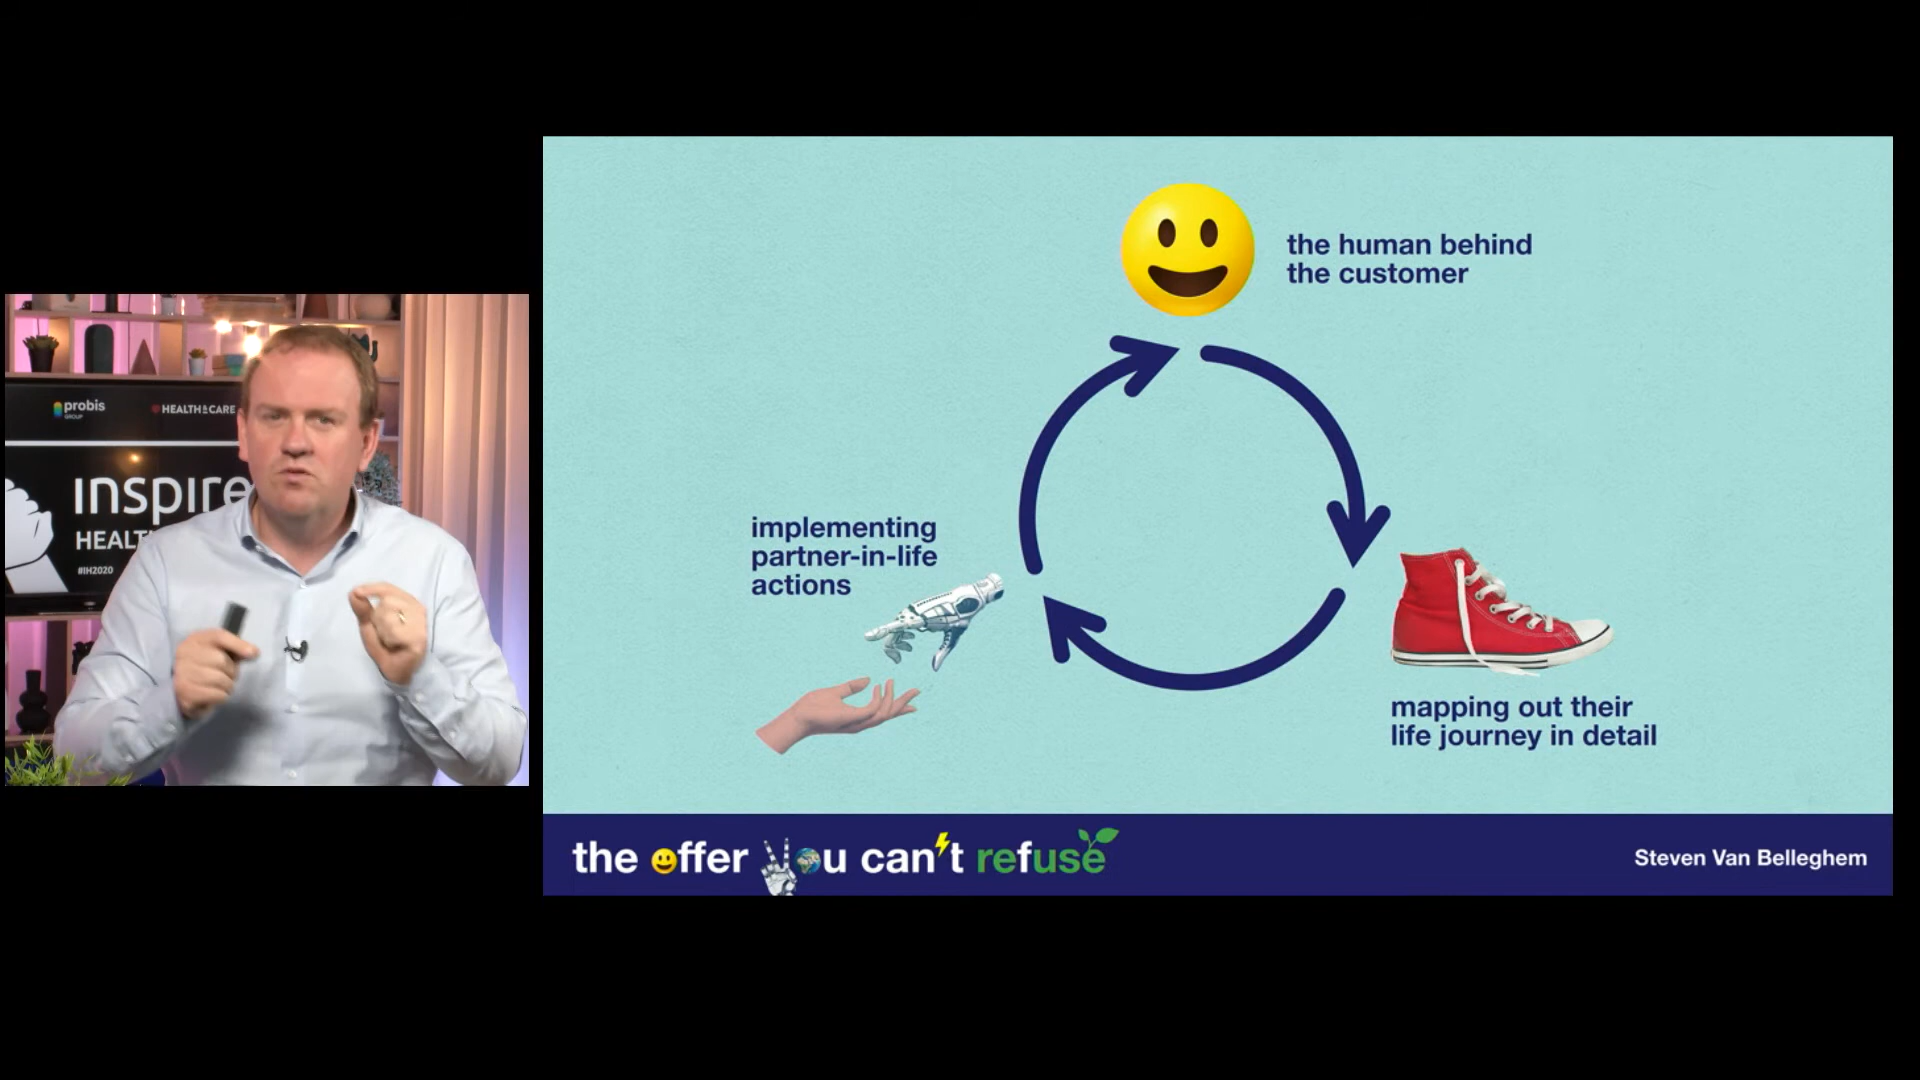 probis
GROUP
HEALTH&CARE
inspire
HEALT
#IH2020
the human behind
the customer
implementing
partner-in-life
actions
mapping out their
life journey in detail
the offer you can't refuse
Steven Van Belleghem